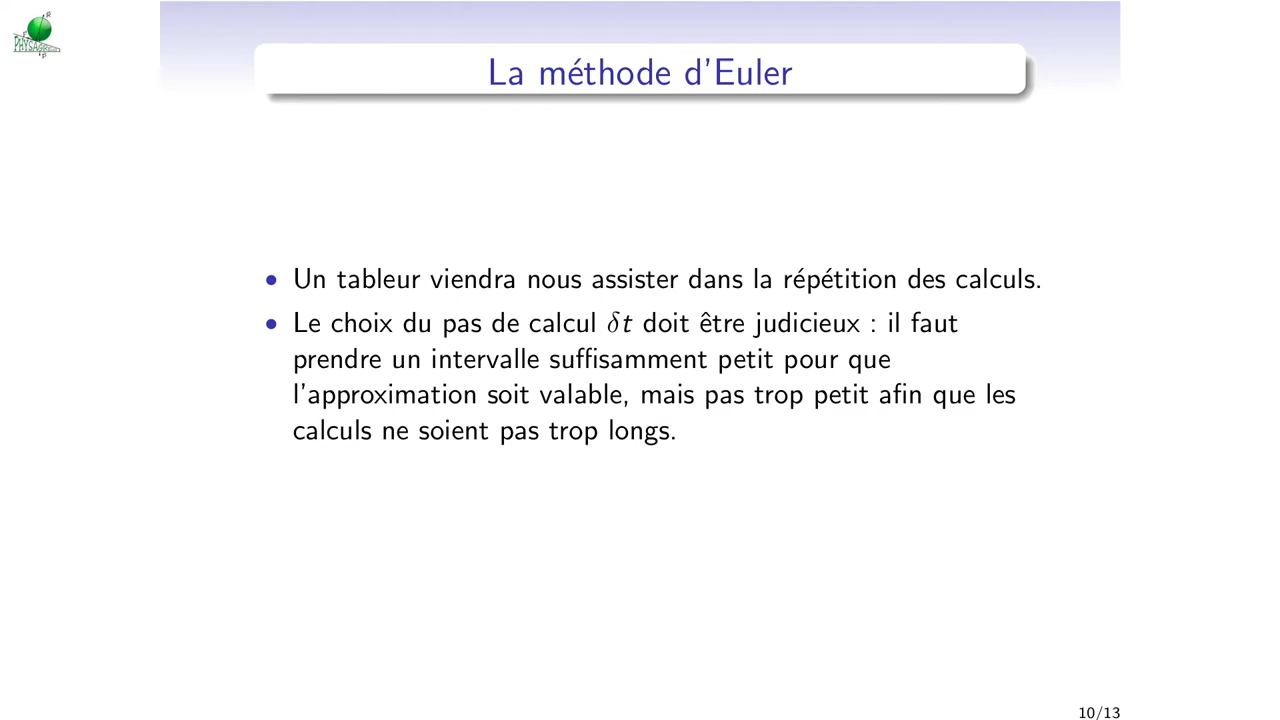 La méthode d'Euler
• Un tableur viendra nous assister dans la répétition des calculs.
• Le choix du pas de calcul δt doit être judicieux : il faut
prendre un intervalle suffisamment petit pour que
l'approximation soit valable, mais pas trop petit afin que les
calculs ne soient pas trop longs.
10/13